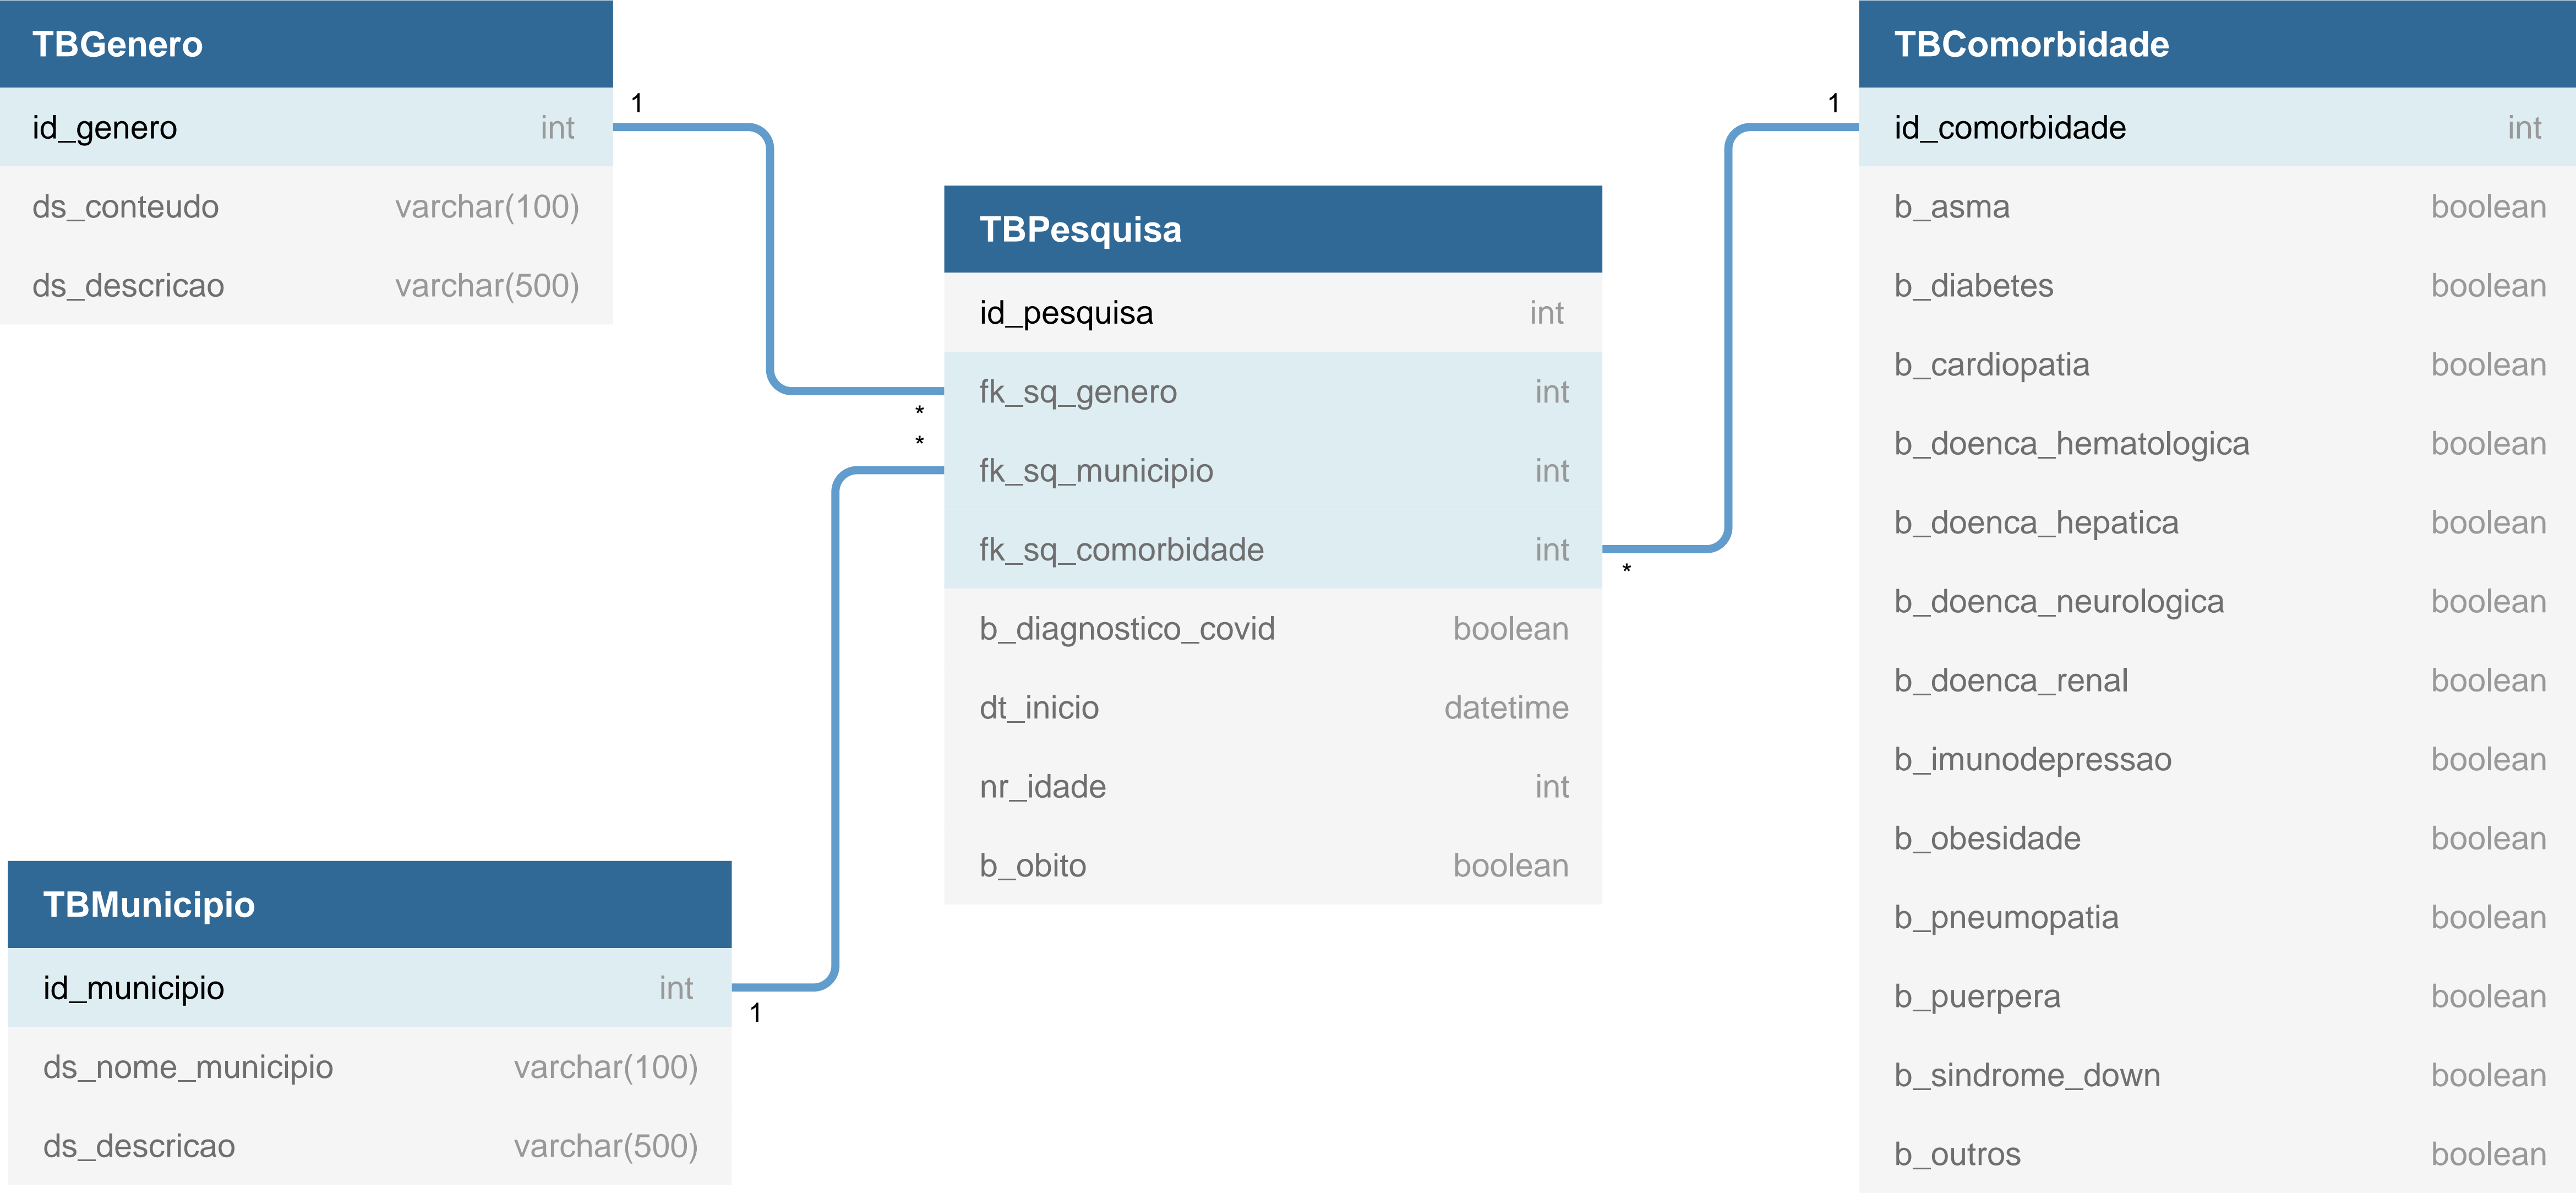 TBGenero
id_genero int
ds_conteudo varchar(100)
ds_descricao varchar(500)
1
*
TBPesquisa
id_pesquisa int
fk_sq_genero int
fk_sq_municipio int
fk_sq_comorbidade int
b_diagnostico_covid boolean
dt_inicio datetime
nr_idade int
b_obito boolean
*
*
1
TBMunicipio
id_municipio int
ds_nome_municipio varchar(100)
ds_descricao varchar(500)
1
TBComorbidade
id_comorbidade int
b_asma boolean
b_diabetes boolean
b_cardiopatia boolean
b_doenca_hematologica boolean
b_doenca_hepatica boolean
b_doenca_neurologica boolean
b_doenca_renal boolean
b_imunodepressao boolean
b_obesidade boolean
b_pneumopatia boolean
b_puerpera boolean
b_sindrome_down boolean
b_outros boolean